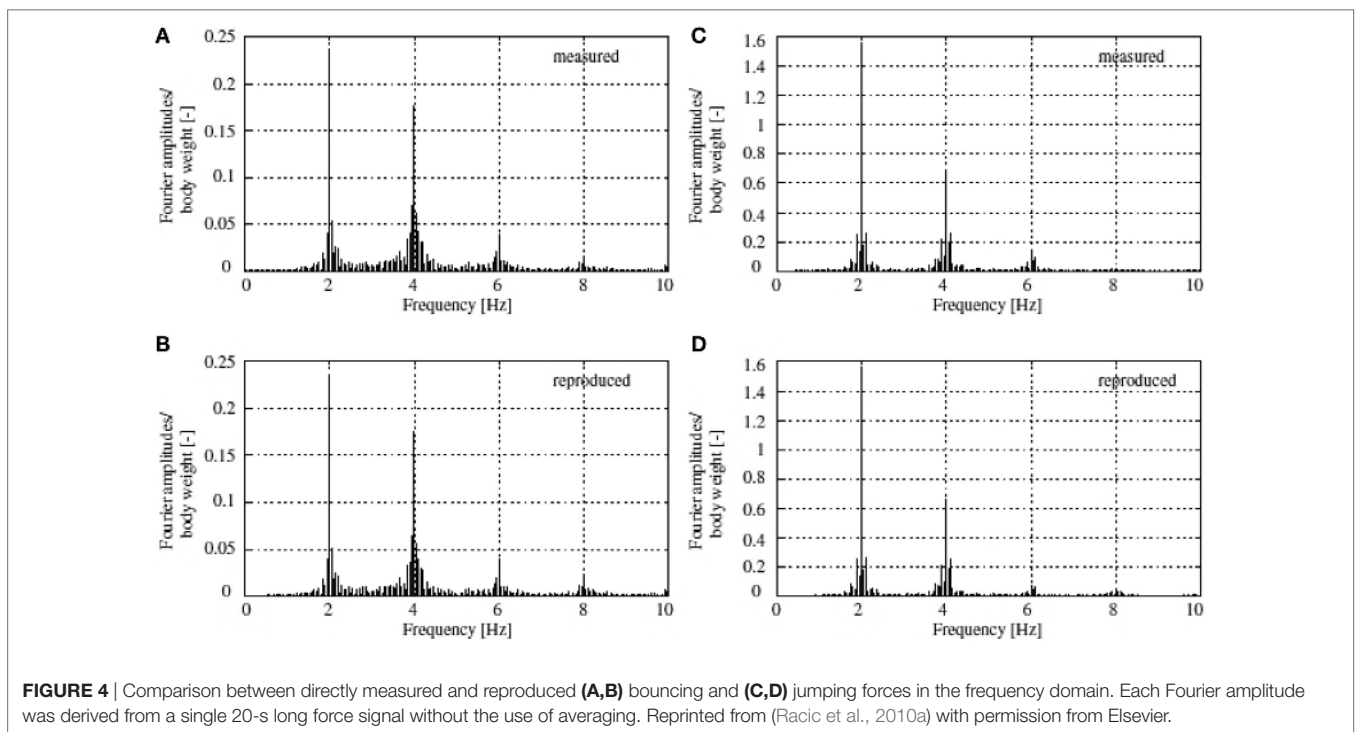 A
0.25
0.2
0.15
0.1
0.05
0
Fourier amplitudes/
body weight [-]
measured
0 2 4 6 8 10
Frequency [Hz]
C
1.6
1.4
1.2
1
0.8
0.6
0.4
0.2
0
Fourier amplitudes/
body weight [-]
measured
0 2 4 6 8 10
Frequency [Hz]
B
0.25
0.2
0.15
0.1
0.05
0
Fourier amplitudes/
body weight [-]
reproduced
0 2 4 6 8 10
Frequency [Hz]
D
1.6
1.4
1.2
1
0.8
0.6
0.4
0.2
0
Fourier amplitudes/
body weight [-]
reproduced
0 2 4 6 8 10
Frequency [Hz]
FIGURE 4 | Comparison between directly measured and reproduced (A,B) bouncing and (C,D) jumping forces in the frequency domain. Each Fourier amplitude
was derived from a single 20-s long force signal without the use of averaging. Reprinted from (Racic et al., 2010a) with permission from Elsevier.